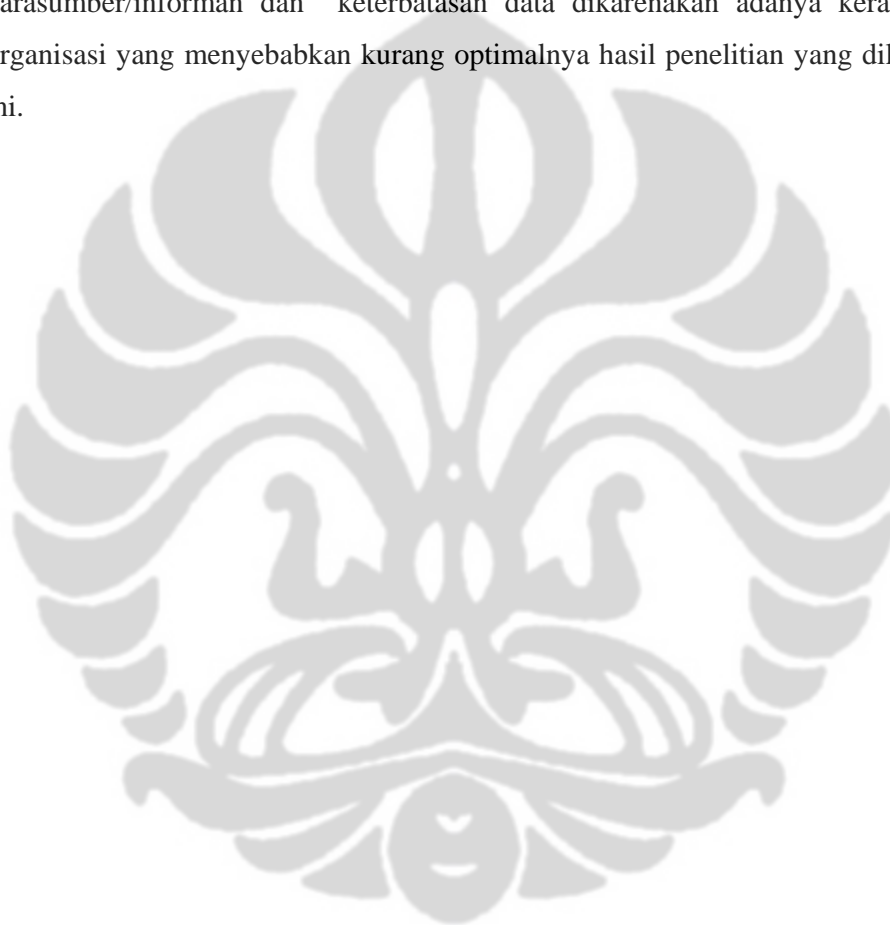 arasumber/informan dan keterbatasan data dikarenakan adanya kera
rganisasi yang menyebabkan kurang optimalnya hasil penelitian yang dil
ni.